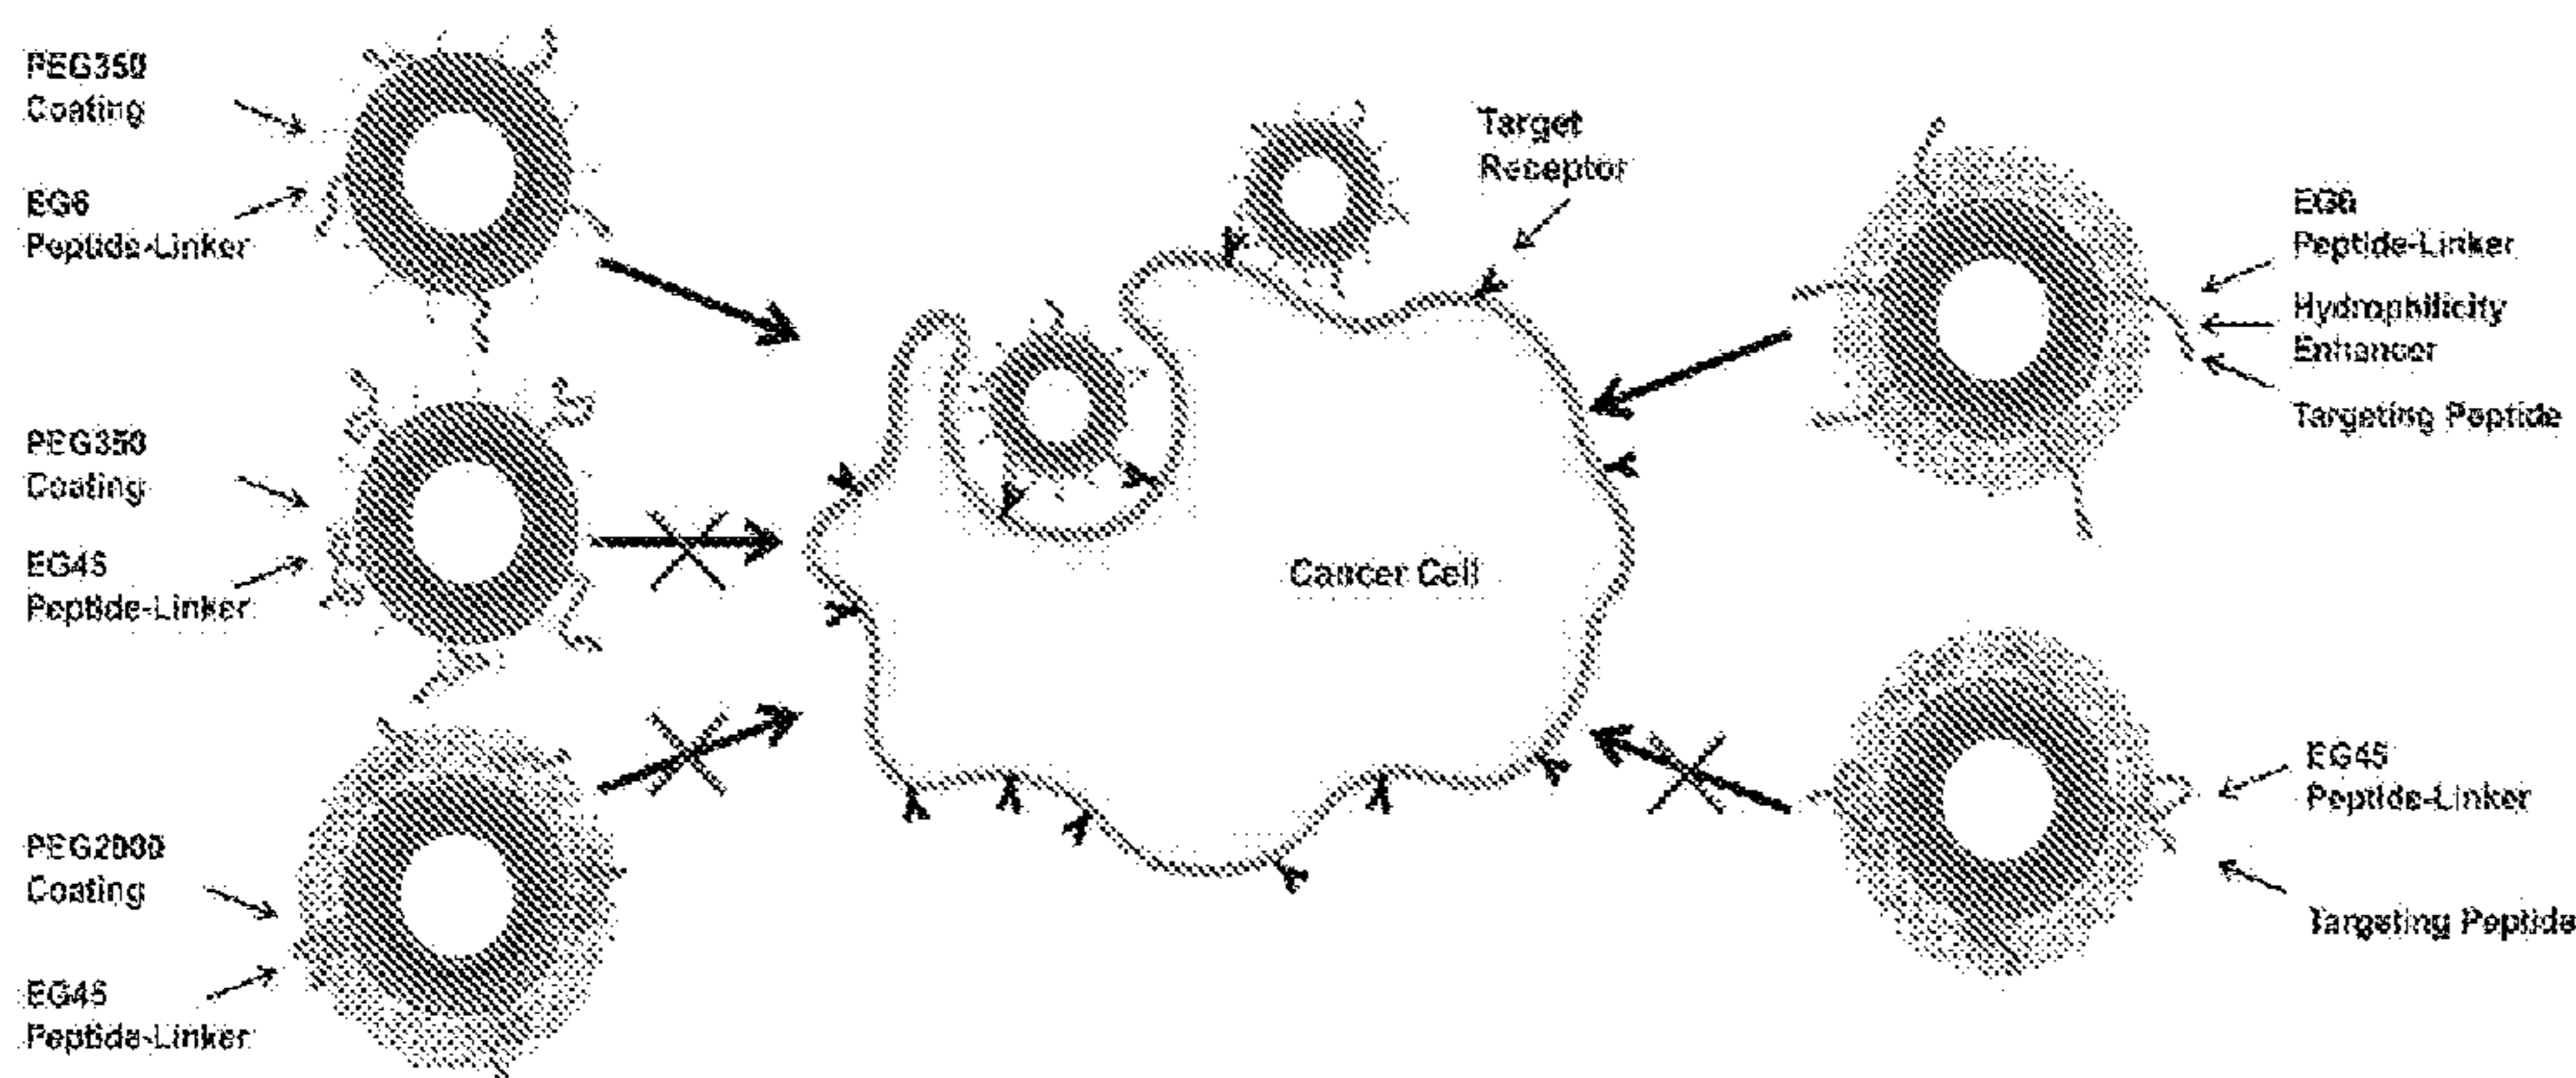 PEG350
Coating
EG6
Peptide-Linker
PEG350
Coating
EG45
Peptide-Linker
PEG2000
Coating
EG45
Peptide-Linker
Target
Receptor
Cancer Cell
EG6
Peptide-Linker
Hydrophilicity
Enhancer
Targeting Peptide
EG45
Peptide-Linker
Targeting Peptide